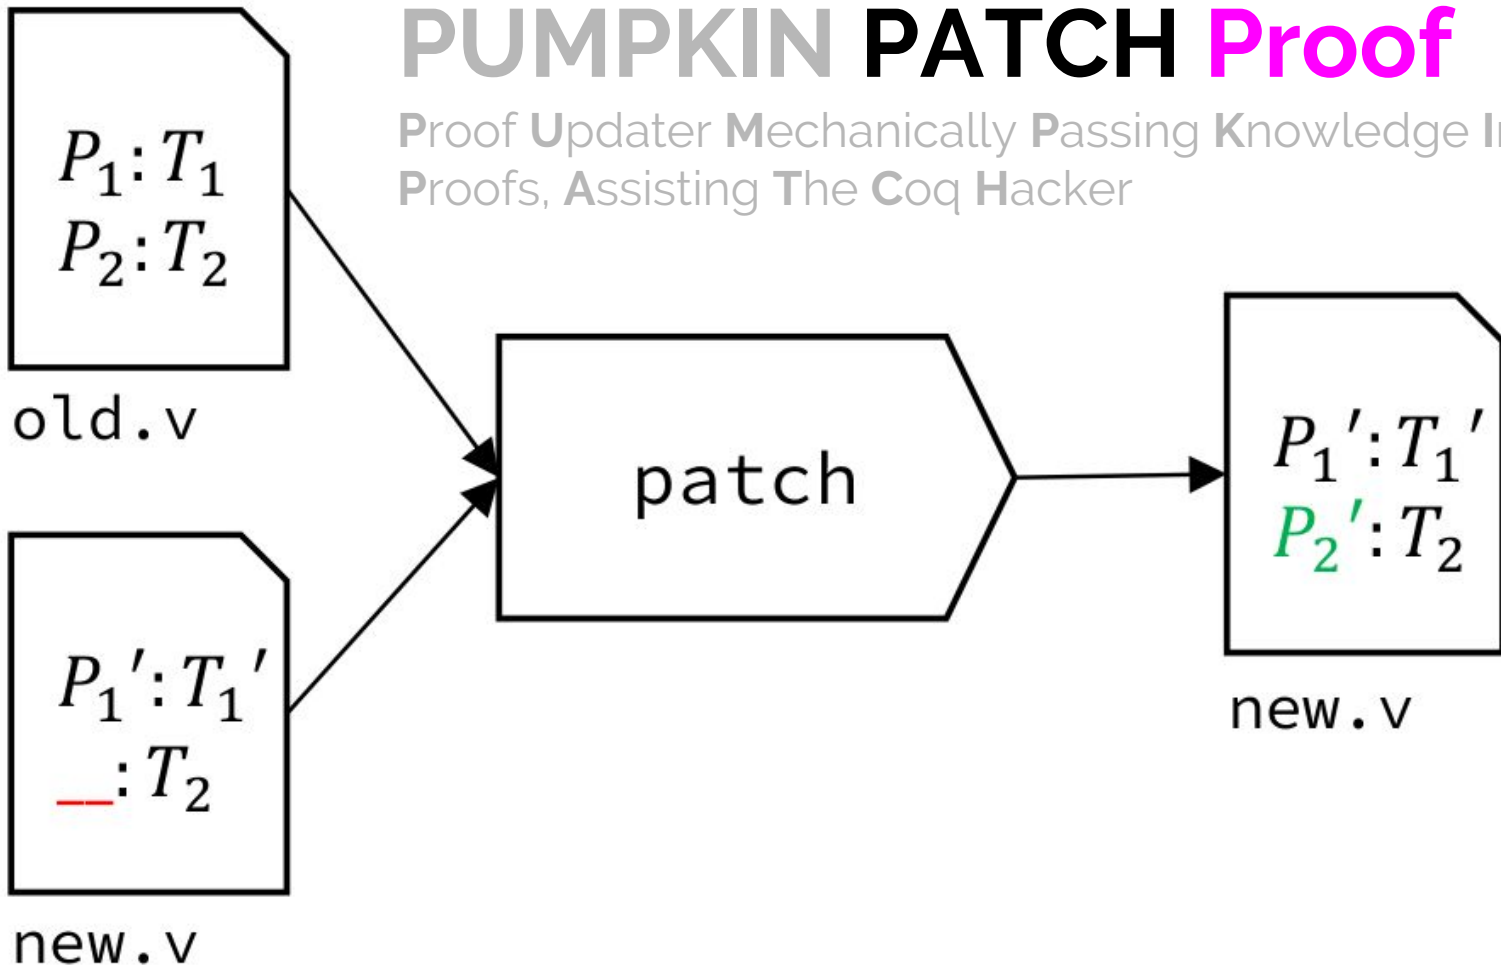 PUMPKIN PATCH Proof
Proof Updater Mechanically Passing Knowledge
Proofs, Assisting The Coq Hacker
P₁: T₁
P₂: T₂
old.v
P₁′: T₁′
__: T₂
new.v
patch
P₁′: T₁′
P₂′: T₂
new.v